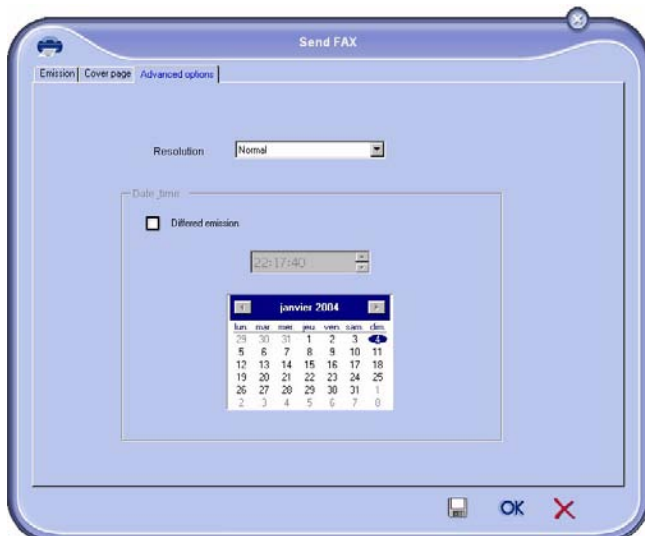 Send FAX
Emission Cover page Advanced options
Resolution Normal
Date_time
Differed emission
22:17:40
janvier 2004
lun. mar. mer. jeu. ven. sam. dim.
29 30 31 1 2 3 4
5 6 7 8 9 10 11
12 13 14 15 16 17 18
19 20 21 22 23 24 25
26 27 28 29 30 31 1
2 3 4 5 6 7 8
OK